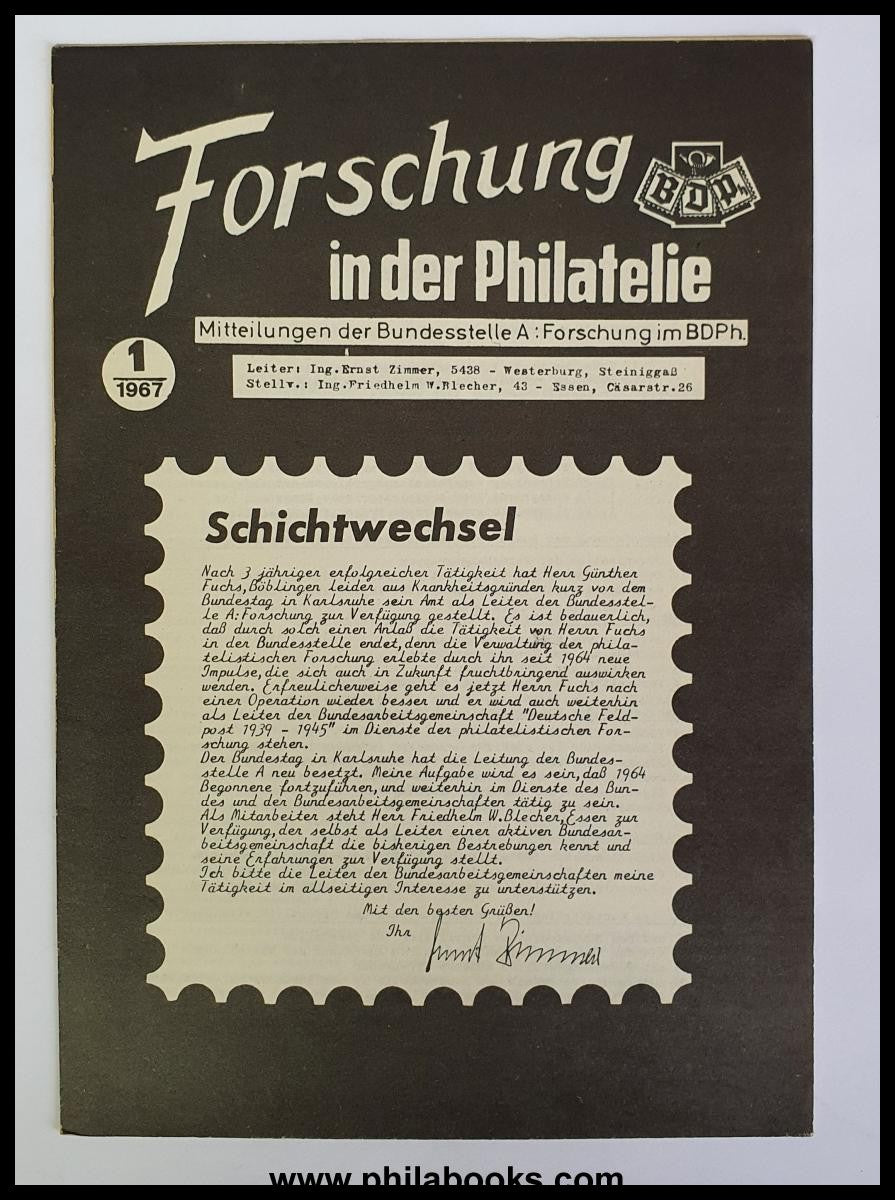 Forschung
BDPh.
in der Philatelie
Mitteilungen der Bundesstelle A: Forschung im BDPh.
1
1967
Leiter: Ing.Ernst Zimmer, 5438 - Westerburg, Steiniggaß
Stellv.: Ing.Friedhelm W.Blecher, 43 - Essen, Cäsarstr.26
Schichtwechsel
Nach 3 jähriger erfolgreicher Tätigkeit hat Herr Günther
Fuchs, Böblingen leider aus Krankheitsgründen kurz vor dem
Bundestag in Karlsruhe sein Amt als Leiter der Bundesstel-
le A: Forschung zur Verfügung gestellt. Es ist bedauerlich,
daß durch solch einen Anlaß die Tätigkeit von Herrn Fuchs
in der Bundesstelle endet, denn die Verwaltung der phila-
telistischen Forschung erlebte durch ihn seit 1964 neue
Impulse, die sich auch in Zukunft fruchtbringend auswirken
werden. Erfreulicherweise geht es jetzt Herrn Fuchs nach
einer Operation wieder besser und er wird auch weiterhin
als Leiter der Bundesarbeitsgemeinschaft "Deutsche Feld-
post 1939 - 1945" im Dienste der philatelistischen For-
schung stehen.
Der Bundestag in Karlsruhe hat die Leitung der Bundes-
stelle A neu besetzt. Meine Aufgabe wird es sein, daß 1964
Begonnene fortzuführen, und weiterhin im Dienste des Bun-
des und der Bundesarbeitsgemeinschaften tätig zu sein.
Als Mitarbeiter steht Herr Friedhelm W.Blecher, Essen zur
Verfügung, der selbst als Leiter einer aktiven Bundesar-
beitsgemeinschaft die bisherigen Bestrebungen kennt und
seine Erfahrungen zur Verfügung stellt.
Ich bitte die Leiter der Bundesarbeitsgemeinschaften meine
Tätigkeit im allseitigen Interesse zu unterstützen.
Mit den besten Grüßen!
Ihr
Ernst Zimmer
www.philabooks.com